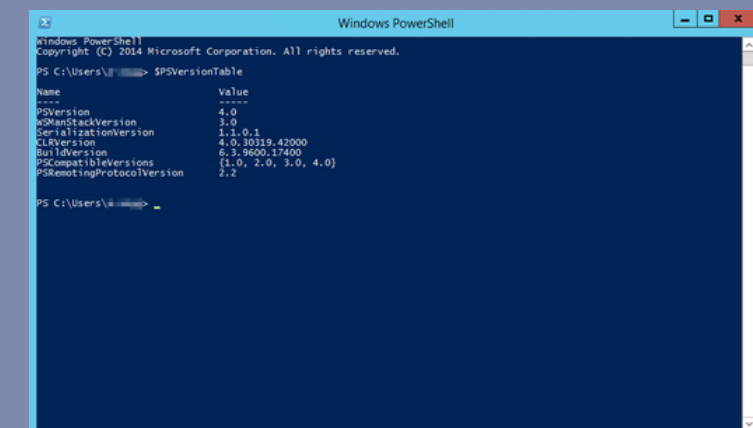 Windows PowerShell
Windows PowerShell
Copyright (C) 2014 Microsoft Corporation. All rights reserved.
PS C:\Users\ > $PSVersionTable
Name Value
---- -----
PSVersion 4.0
WSManStackVersion 3.0
SerializationVersion 1.1.0.1
CLRVersion 4.0.30319.42000
BuildVersion 6.3.9600.17400
PSCompatibleVersions {1.0, 2.0, 3.0, 4.0}
PSRemotingProtocolVersion 2.2
PS C:\Users\ > _